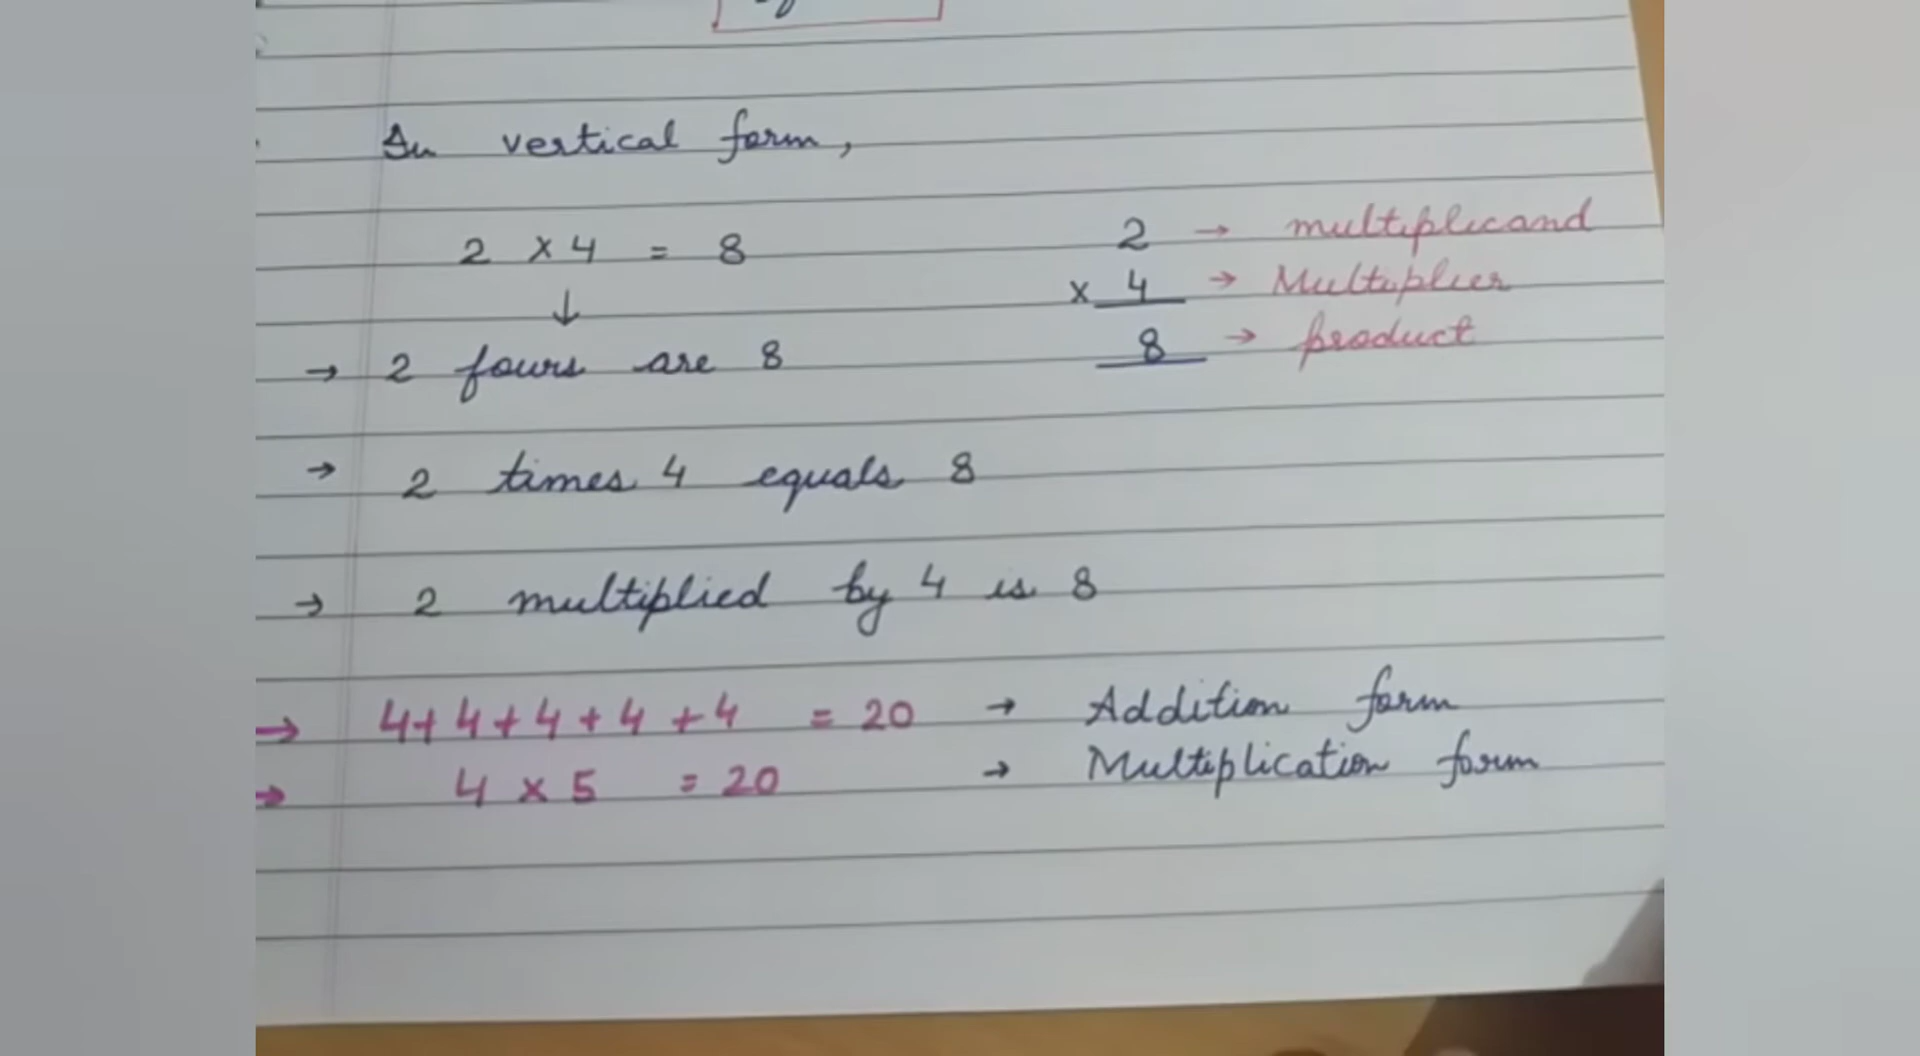 In vertical form,
2 × 4 = 8
↓
→ 2 fours are 8
2 → multiplicand
× 4 → Multiplier
8 → product
→ 2 times 4 equals 8
→ 2 multiplied by 4 is 8
→ 4+4+4+4+4 = 20 → Addition form
→ 4 × 5 = 20 → Multiplication form